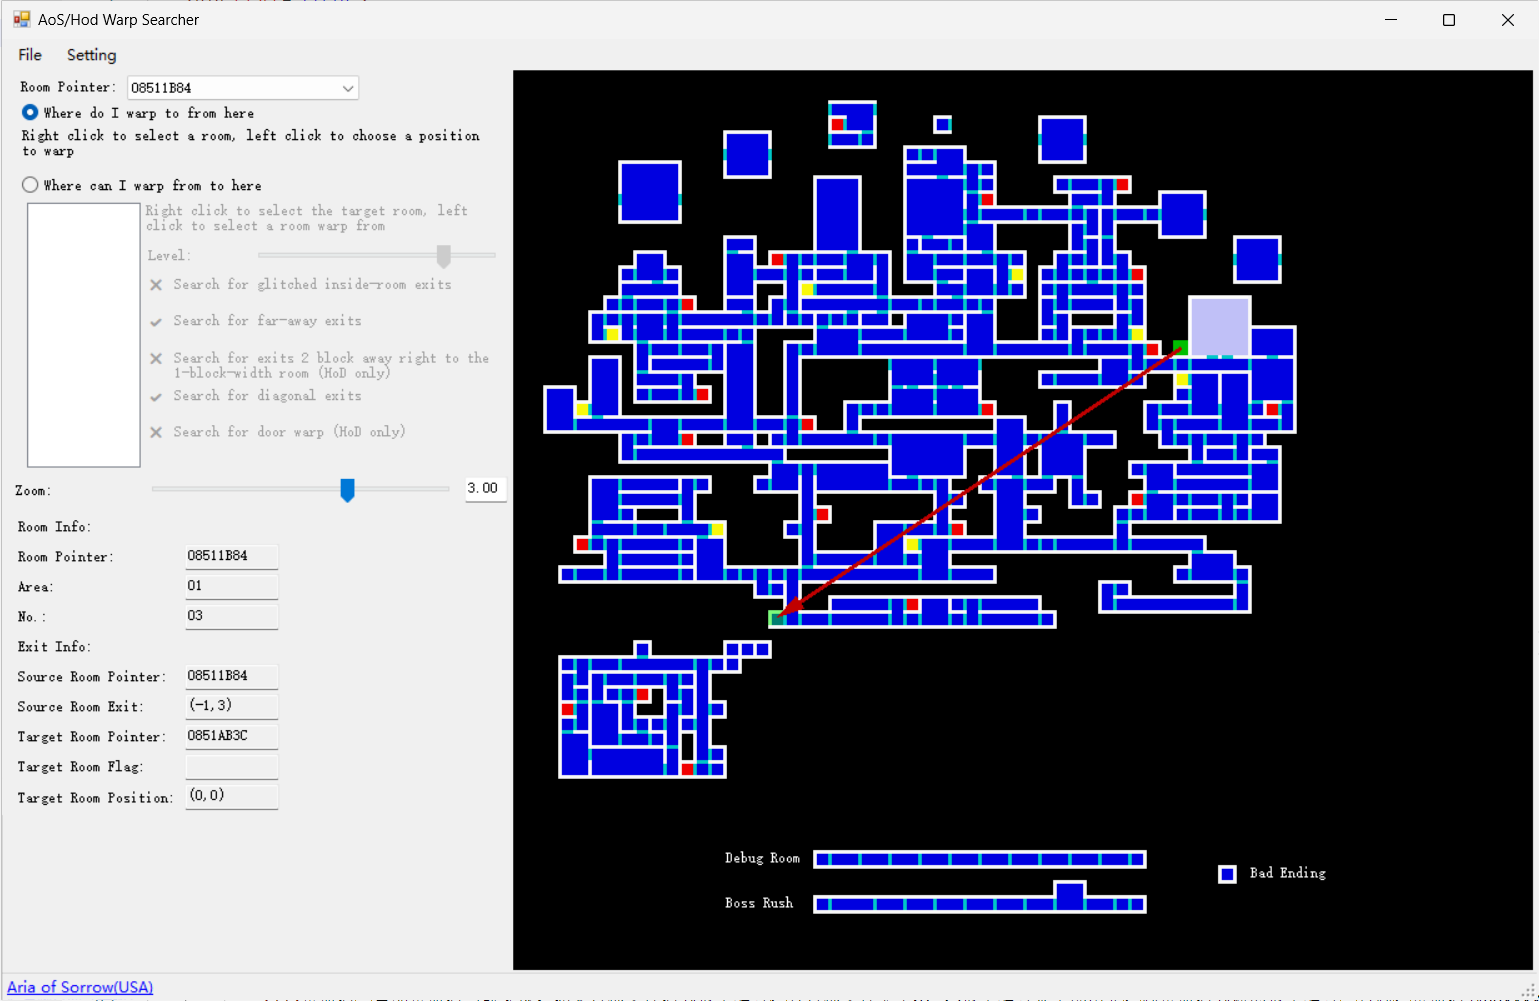 AoS/Hod Warp Searcher
File Setting
Room Pointer: 08511B84
Where do I warp to from here
Right click to select a room, left click to choose a position
to warp
Where can I warp from to here
Right click to select the target room, left
click to select a room warp from
Level:
Search for glitched inside-room exits
Search for far-away exits
Search for exits 2 block away right to the
1-block-width room (HoD only)
Search for diagonal exits
Search for door warp (HoD only)
Zoom: 3.00
Room Info:
Room Pointer: 08511B84
Area: 01
No.: 03
Exit Info:
Source Room Pointer: 08511B84
Source Room Exit: (-1,3)
Target Room Pointer: 0851AB3C
Target Room Flag:
Target Room Position: (0,0)
Debug Room
Bad Ending
Boss Rush
Aria of Sorrow(USA)